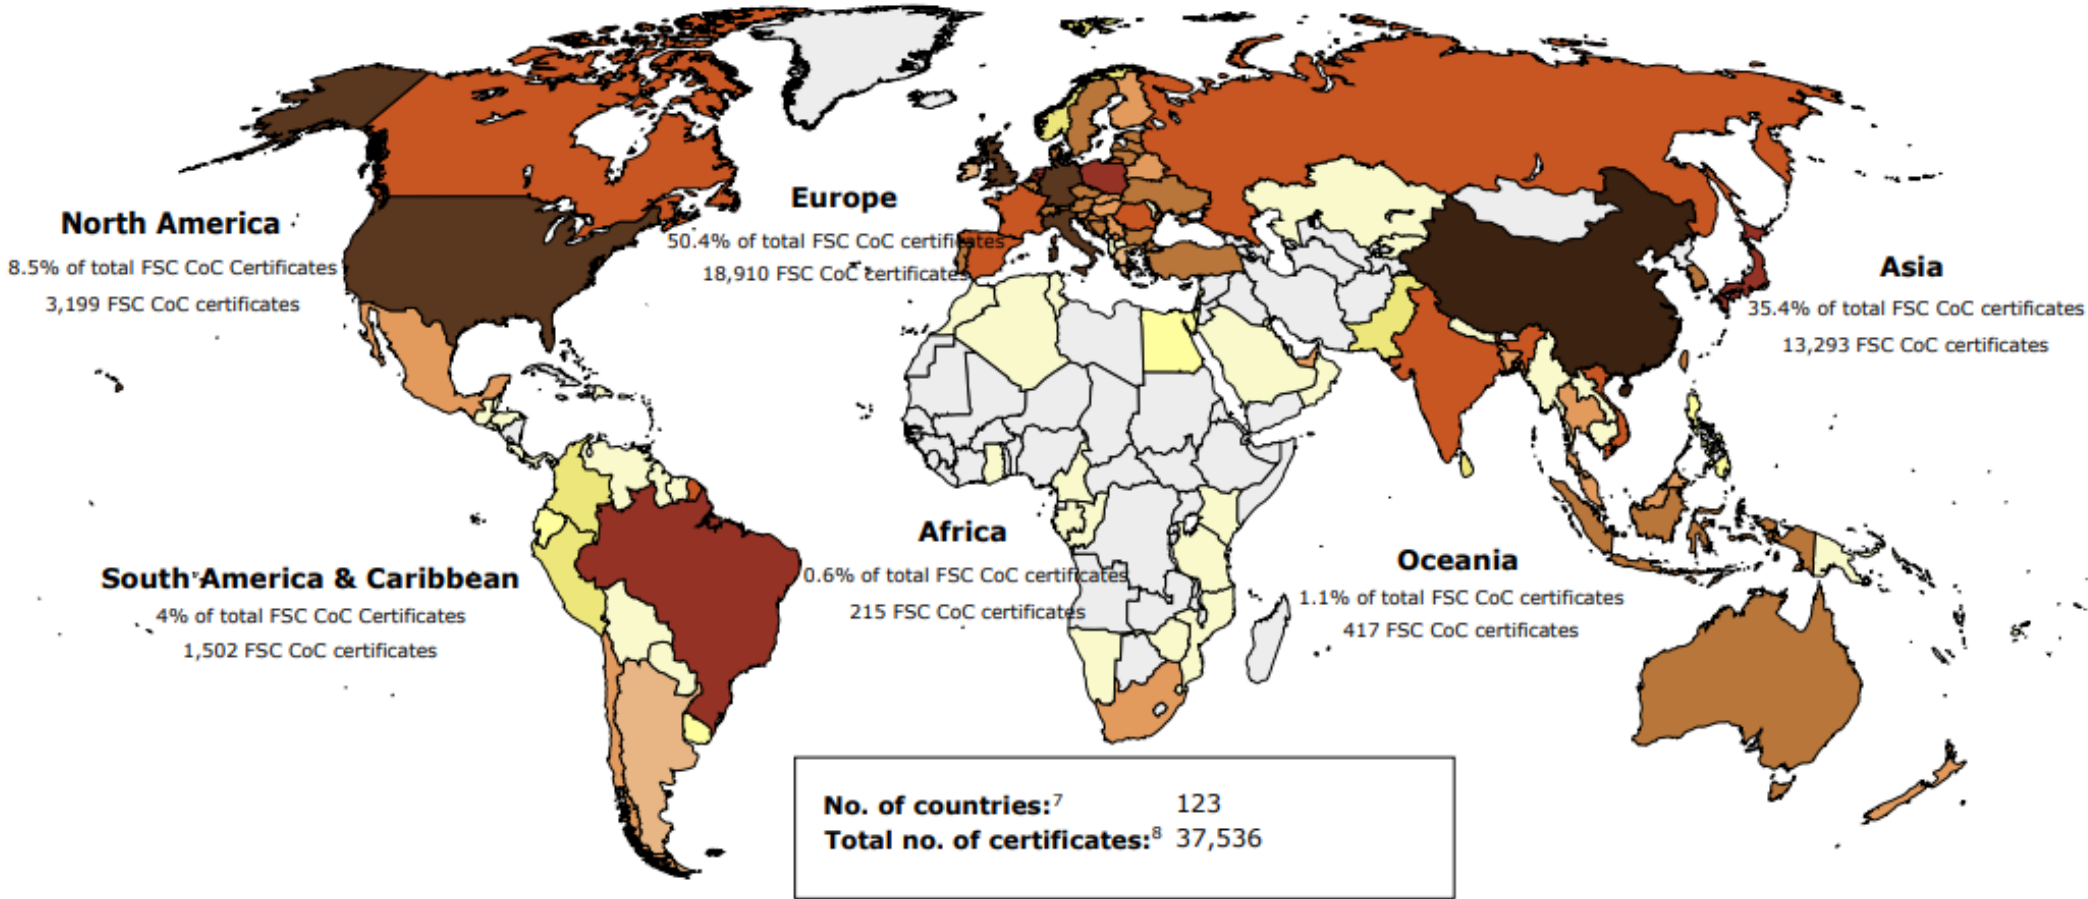 North America
8.5% of total FSC CoC Certificates
3,199 FSC CoC certificates
Europe
50.4% of total FSC CoC certificates
18,910 FSC CoC certificates
Asia
35.4% of total FSC CoC certificates
13,293 FSC CoC certificates
South America & Caribbean
4% of total FSC CoC Certificates
1,502 FSC CoC certificates
Africa
0.6% of total FSC CoC certificates
215 FSC CoC certificates
Oceania
1.1% of total FSC CoC certificates
417 FSC CoC certificates
No. of countries:⁷ 123
Total no. of certificates:⁸ 37,536